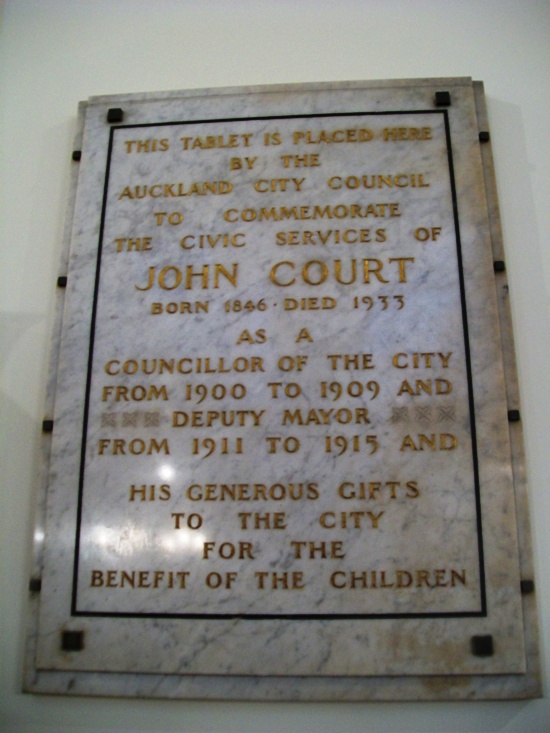 THIS TABLET IS PLACED HERE
BY THE
AUCKLAND CITY COUNCIL
TO COMMEMORATE
THE CIVIC SERVICES OF
JOHN COURT
BORN 1846 · DIED 1933
AS A
COUNCILLOR OF THE CITY
FROM 1900 TO 1909 AND
DEPUTY MAYOR
FROM 1911 TO 1915 AND
HIS GENEROUS GIFTS
TO THE CITY
FOR THE
BENEFIT OF THE CHILDREN